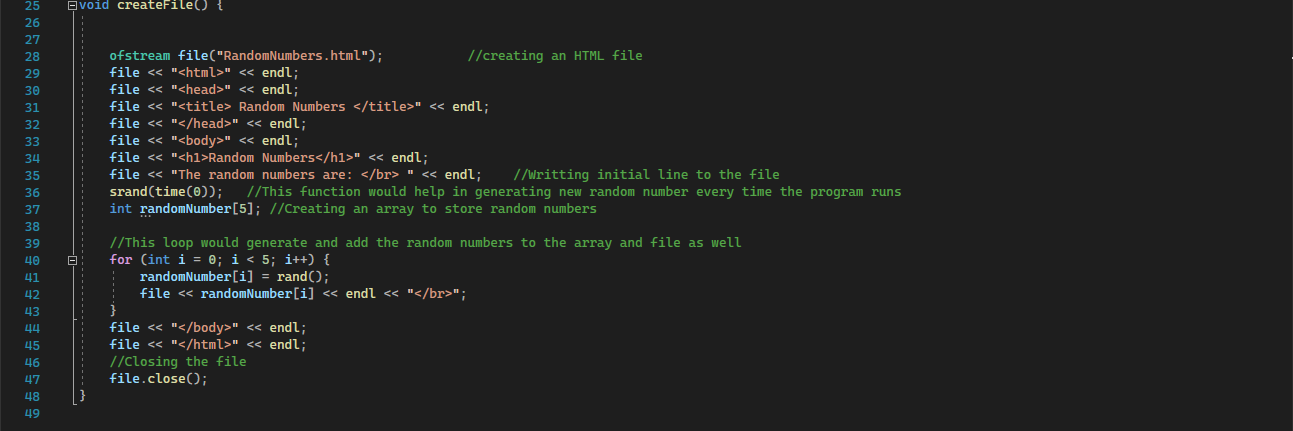 25 void createFile() {
26
27
28 ofstream file("RandomNumbers.html"); //creating an HTML file
29 file << "<html>" << endl;
30 file << "<head>" << endl;
31 file << "<title> Random Numbers </title>" << endl;
32 file << "</head>" << endl;
33 file << "<body>" << endl;
34 file << "<h1>Random Numbers</h1>" << endl;
35 file << "The random numbers are: </br> " << endl; //Writting initial line to the file
36 srand(time(0)); //This function would help in generating new random number every time the program runs
37 int randomNumber[5]; //Creating an array to store random numbers
38
39 //This loop would generate and add the random numbers to the array and file as well
40 for (int i = 0; i < 5; i++) {
41 randomNumber[i] = rand();
42 file << randomNumber[i] << endl << "</br>";
43 }
44 file << "</body>" << endl;
45 file << "</html>" << endl;
46 //Closing the file
47 file.close();
48 }
49